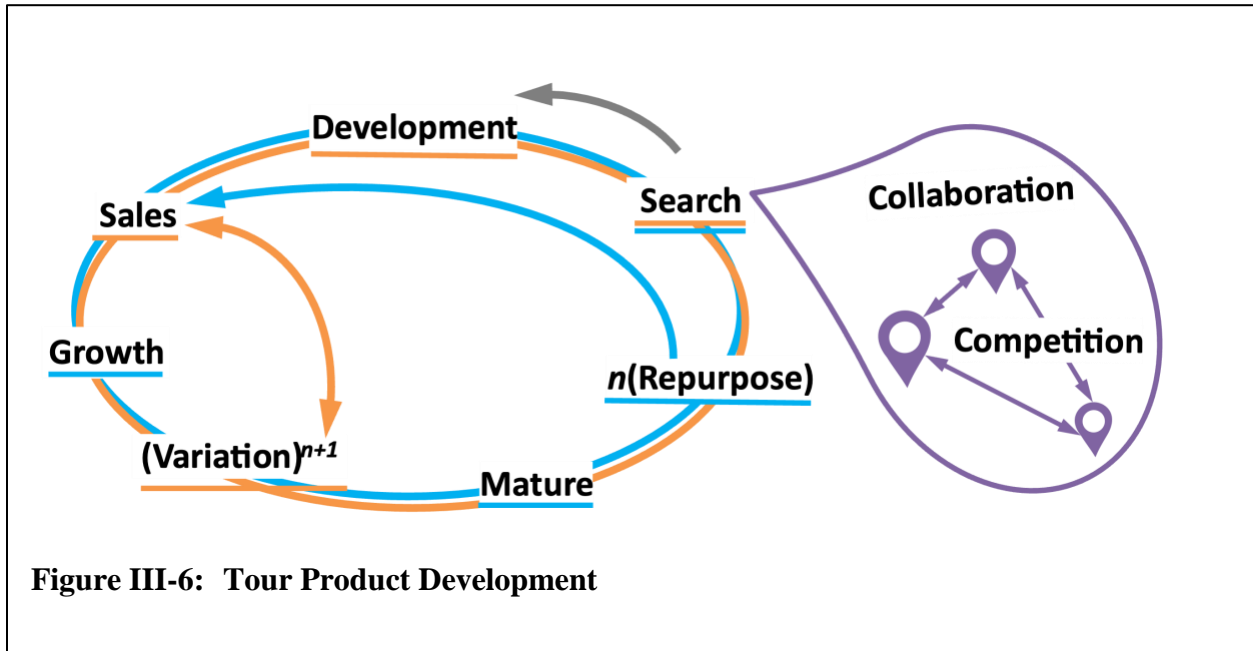 Development
Search
Sales
Growth
(Variation)n+1
Mature
n(Repurpose)
Collaboration
Competition
Figure III-6: Tour Product Development